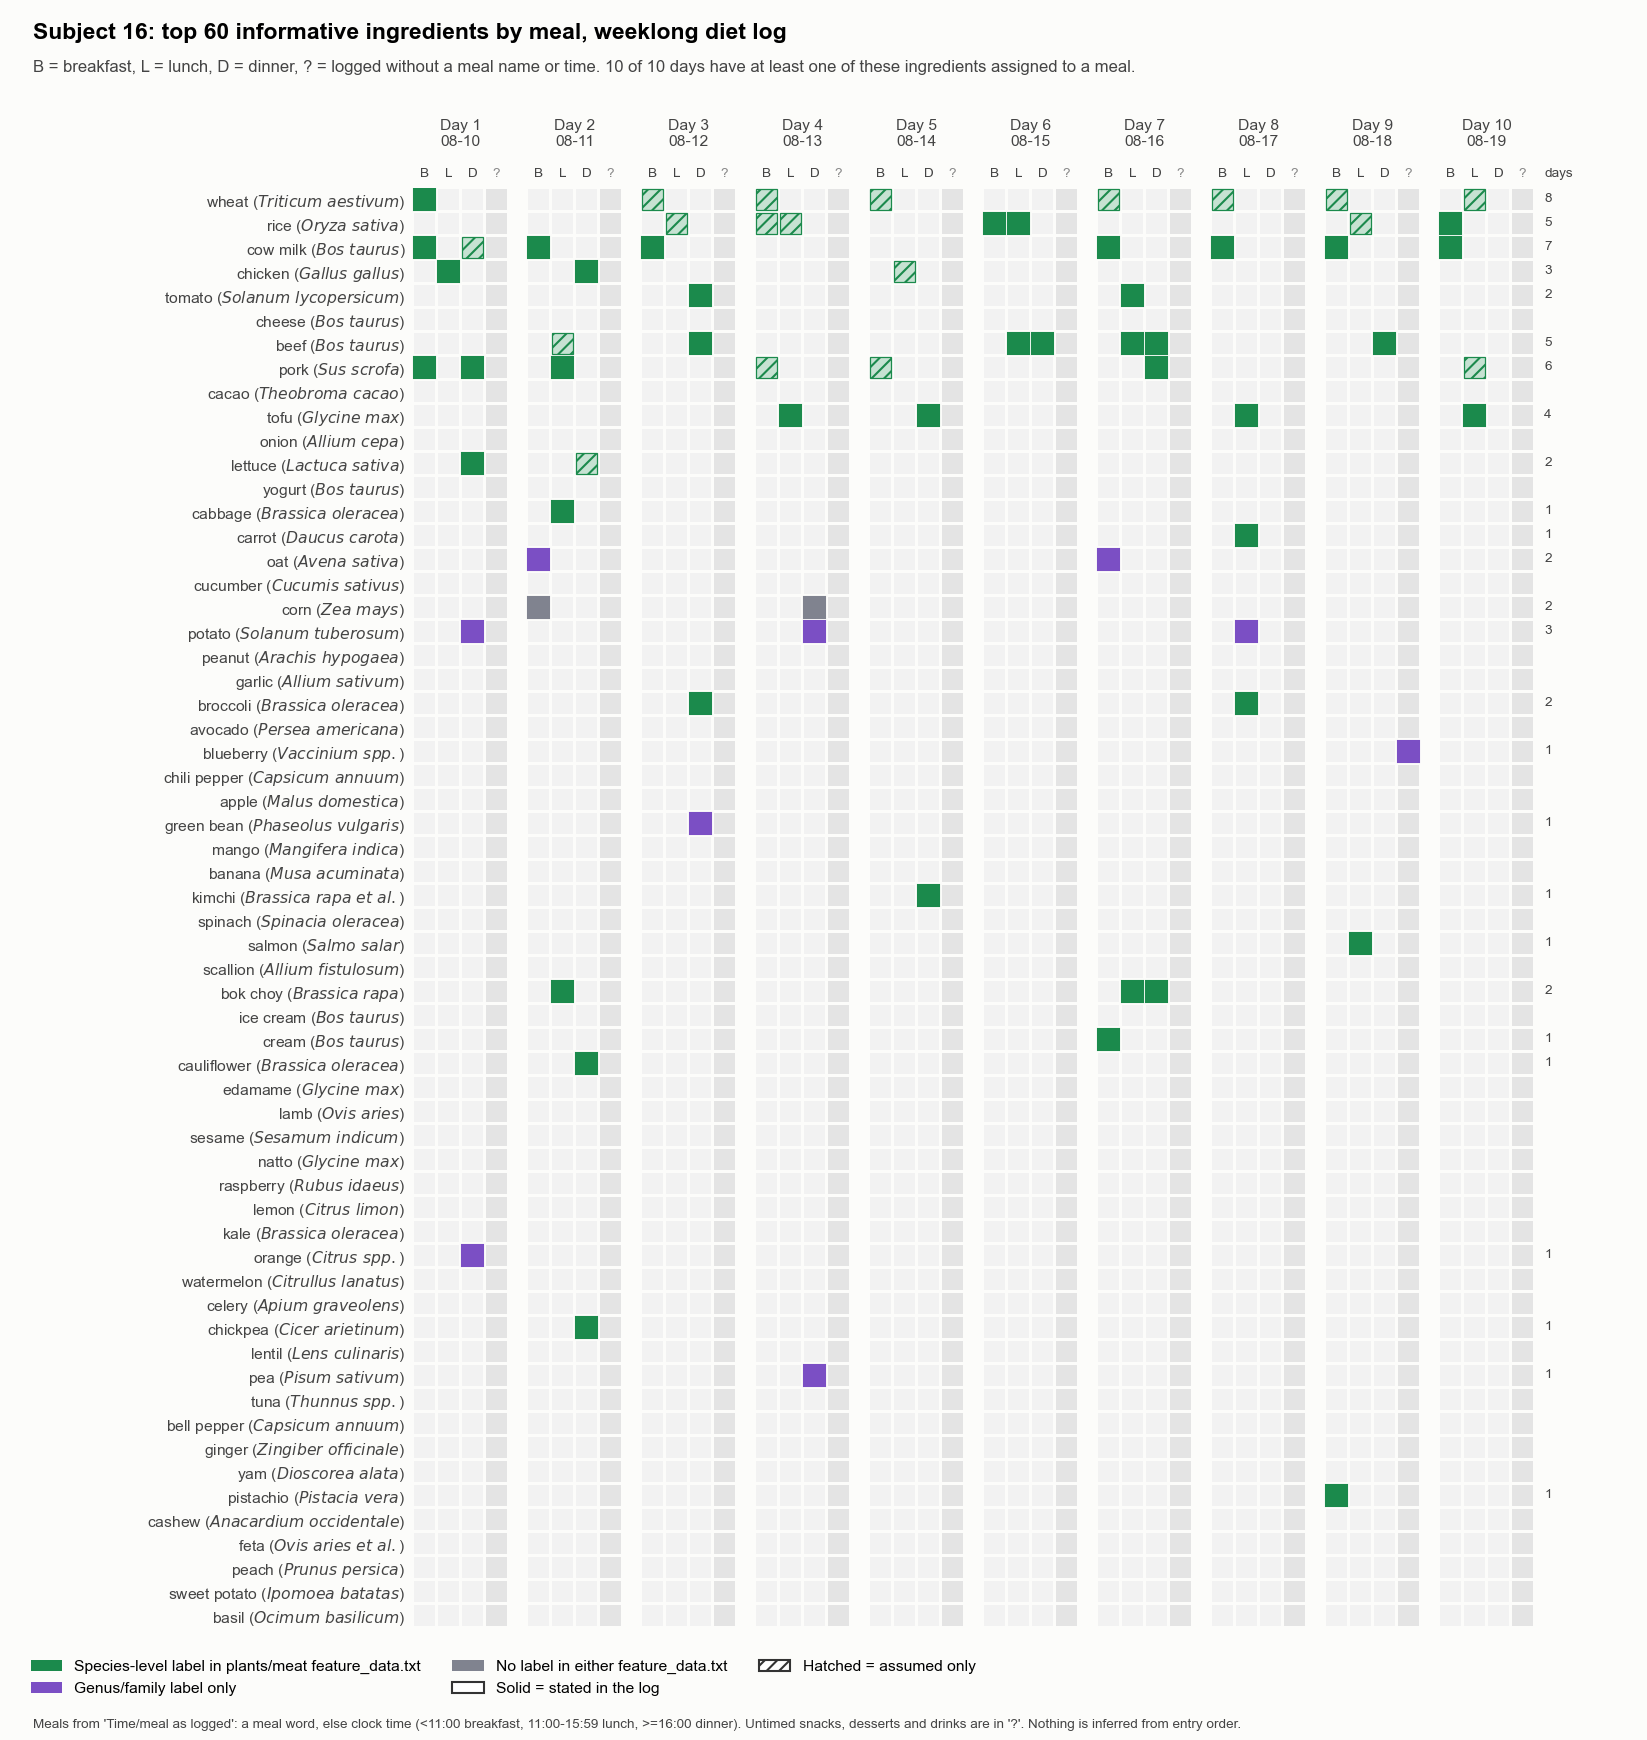 Subject 16: top 60 informative ingredients by meal, weeklong diet log
B = breakfast, L = lunch, D = dinner, ? = logged without a meal name or time. 10 of 10 days have at least one of these ingredients assigned to a meal.
Day 1 Day 2 Day 3 Day 4 Day 5 Day 6 Day 7 Day 8 Day 9 Day 10
08-10 08-11 08-12 08-13 08-14 08-15 08-16 08-17 08-18 08-19
B L D ? B L D ? B L D ? B L D ? B L D ? B L D ? B L D ? B L D ? B L D ? B L D ? days
wheat (Triticum aestivum) 8
rice (Oryza sativa) 5
cow milk (Bos taurus) 7
chicken (Gallus gallus) 3
tomato (Solanum lycopersicum) 2
cheese (Bos taurus)
beef (Bos taurus) 5
pork (Sus scrofa) 6
cacao (Theobroma cacao)
tofu (Glycine max) 4
onion (Allium cepa)
lettuce (Lactuca sativa) 2
yogurt (Bos taurus)
cabbage (Brassica oleracea) 1
carrot (Daucus carota) 1
oat (Avena sativa) 2
cucumber (Cucumis sativus)
corn (Zea mays) 2
potato (Solanum tuberosum) 3
peanut (Arachis hypogaea)
garlic (Allium sativum)
broccoli (Brassica oleracea) 2
avocado (Persea americana)
blueberry (Vaccinium spp. ) 1
chili pepper (Capsicum annuum)
apple (Malus domestica)
green bean (Phaseolus vulgaris) 1
mango (Mangifera indica)
banana (Musa acuminata)
kimchi (Brassica rapa et al. ) 1
spinach (Spinacia oleracea)
salmon (Salmo salar) 1
scallion (Allium fistulosum)
bok choy (Brassica rapa) 2
ice cream (Bos taurus)
cream (Bos taurus) 1
cauliflower (Brassica oleracea) 1
edamame (Glycine max)
lamb (Ovis aries)
sesame (Sesamum indicum)
natto (Glycine max)
raspberry (Rubus idaeus)
lemon (Citrus limon)
kale (Brassica oleracea)
orange (Citrus spp. ) 1
watermelon (Citrullus lanatus)
celery (Apium graveolens)
chickpea (Cicer arietinum) 1
lentil (Lens culinaris)
pea (Pisum sativum) 1
tuna (Thunnus spp. )
bell pepper (Capsicum annuum)
ginger (Zingiber officinale)
yam (Dioscorea alata)
pistachio (Pistacia vera) 1
cashew (Anacardium occidentale)
feta (Ovis aries et al. )
peach (Prunus persica)
sweet potato (Ipomoea batatas)
basil (Ocimum basilicum)
Species-level label in plants/meat feature_data.txt No label in either feature_data.txt Hatched = assumed only
Genus/family label only Solid = stated in the log
Meals from 'Time/meal as logged': a meal word, else clock time (<11:00 breakfast, 11:00-15:59 lunch, >=16:00 dinner). Untimed snacks, desserts and drinks are in '?'. Nothing is inferred from entry order.